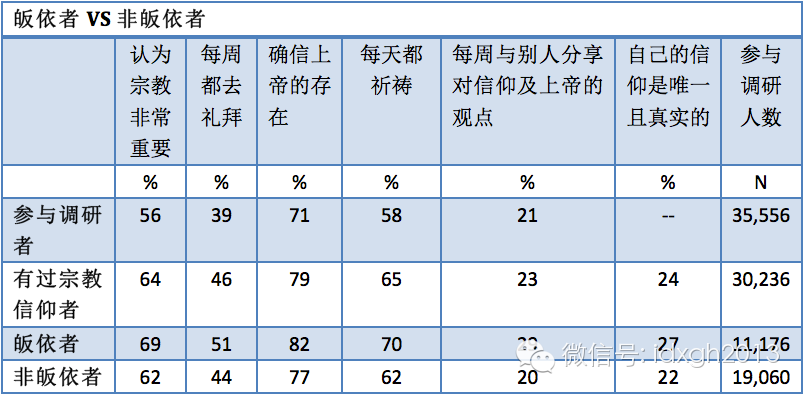 皈依者 VS 非皈依者
认为 每周 确信上 每天都 每周与别人分享 自己的信 参与
宗教 都去 帝的存 祈祷 对信仰及上帝的 仰是唯一 调研
非常 礼拜 在 观点 且真实的 人数
重要
% % % % % % N
参与调研 56 39 71 58 21 -- 35,556
者
有过宗教 64 46 79 65 23 24 30,236
信仰者
皈依者 69 51 82 70 27 11,176
非皈依者 62 44 77 62 20 22 19,060
微信号: iqxgh2013